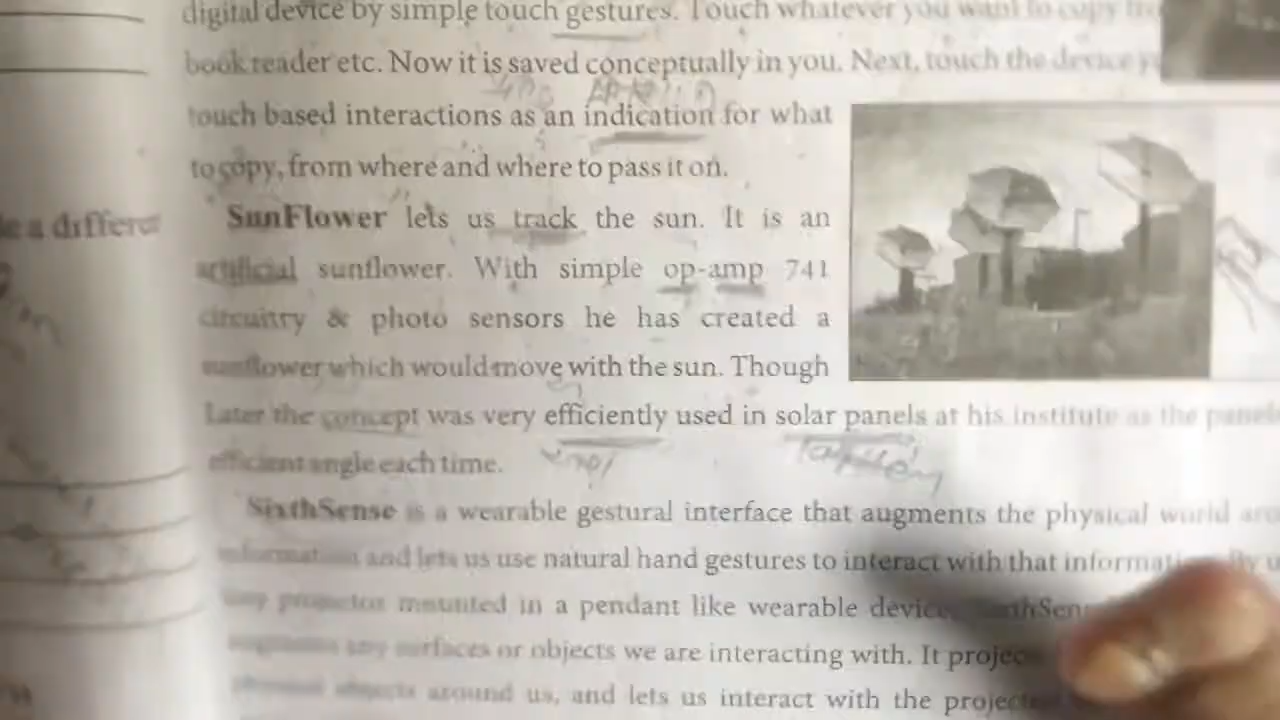 digital device by simple touch gestures. Touch whatever you want to copy
book reader etc. Now it is saved conceptually in you. Next, touch the device
touch based interactions as an indication for what
to copy, from where and where to pass it on.
le a differe
SunFlower lets us track the sun. It is an
artificial sunflower. With simple op-amp 741
circuitry & photo sensors he has created a
sunflower which would move with the sun. Though
Later the concept was very efficiently used in solar panels at his institute as the panels
efficient angle each time.
SixthSense is a wearable gestural interface that augments the physical world
information and lets us use natural hand gestures to interact with that
tiny projector mounted in a pendant like wearable device
augments any surfaces or objects we are interacting with. It projec
physical objects around us, and lets us interact with the projected